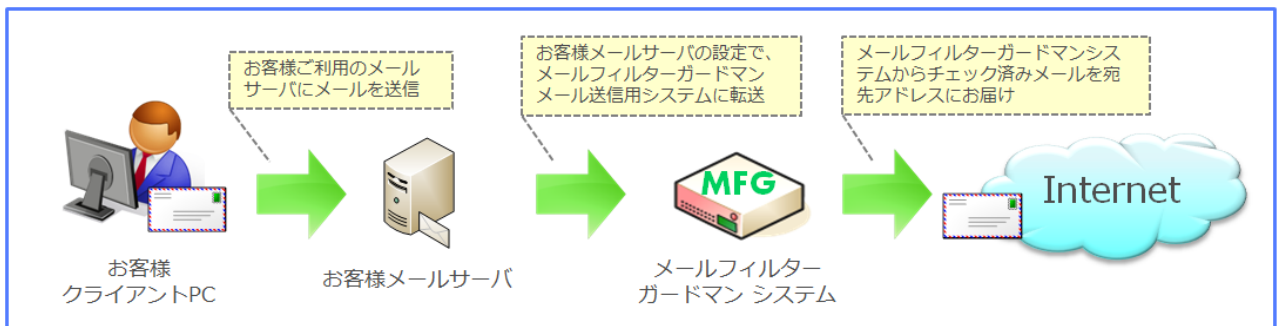 お客様ご利用のメール
サーバにメールを送信
お客様メールサーバの設定で、
メールフィルターガードマン
メール送信用システムに転送
メールフィルターガードマンシス
テムからチェック済みメールを宛
先アドレスにお届け
MFG
Internet
お客様
クライアントPC
お客様メールサーバ
メールフィルター
ガードマン システム